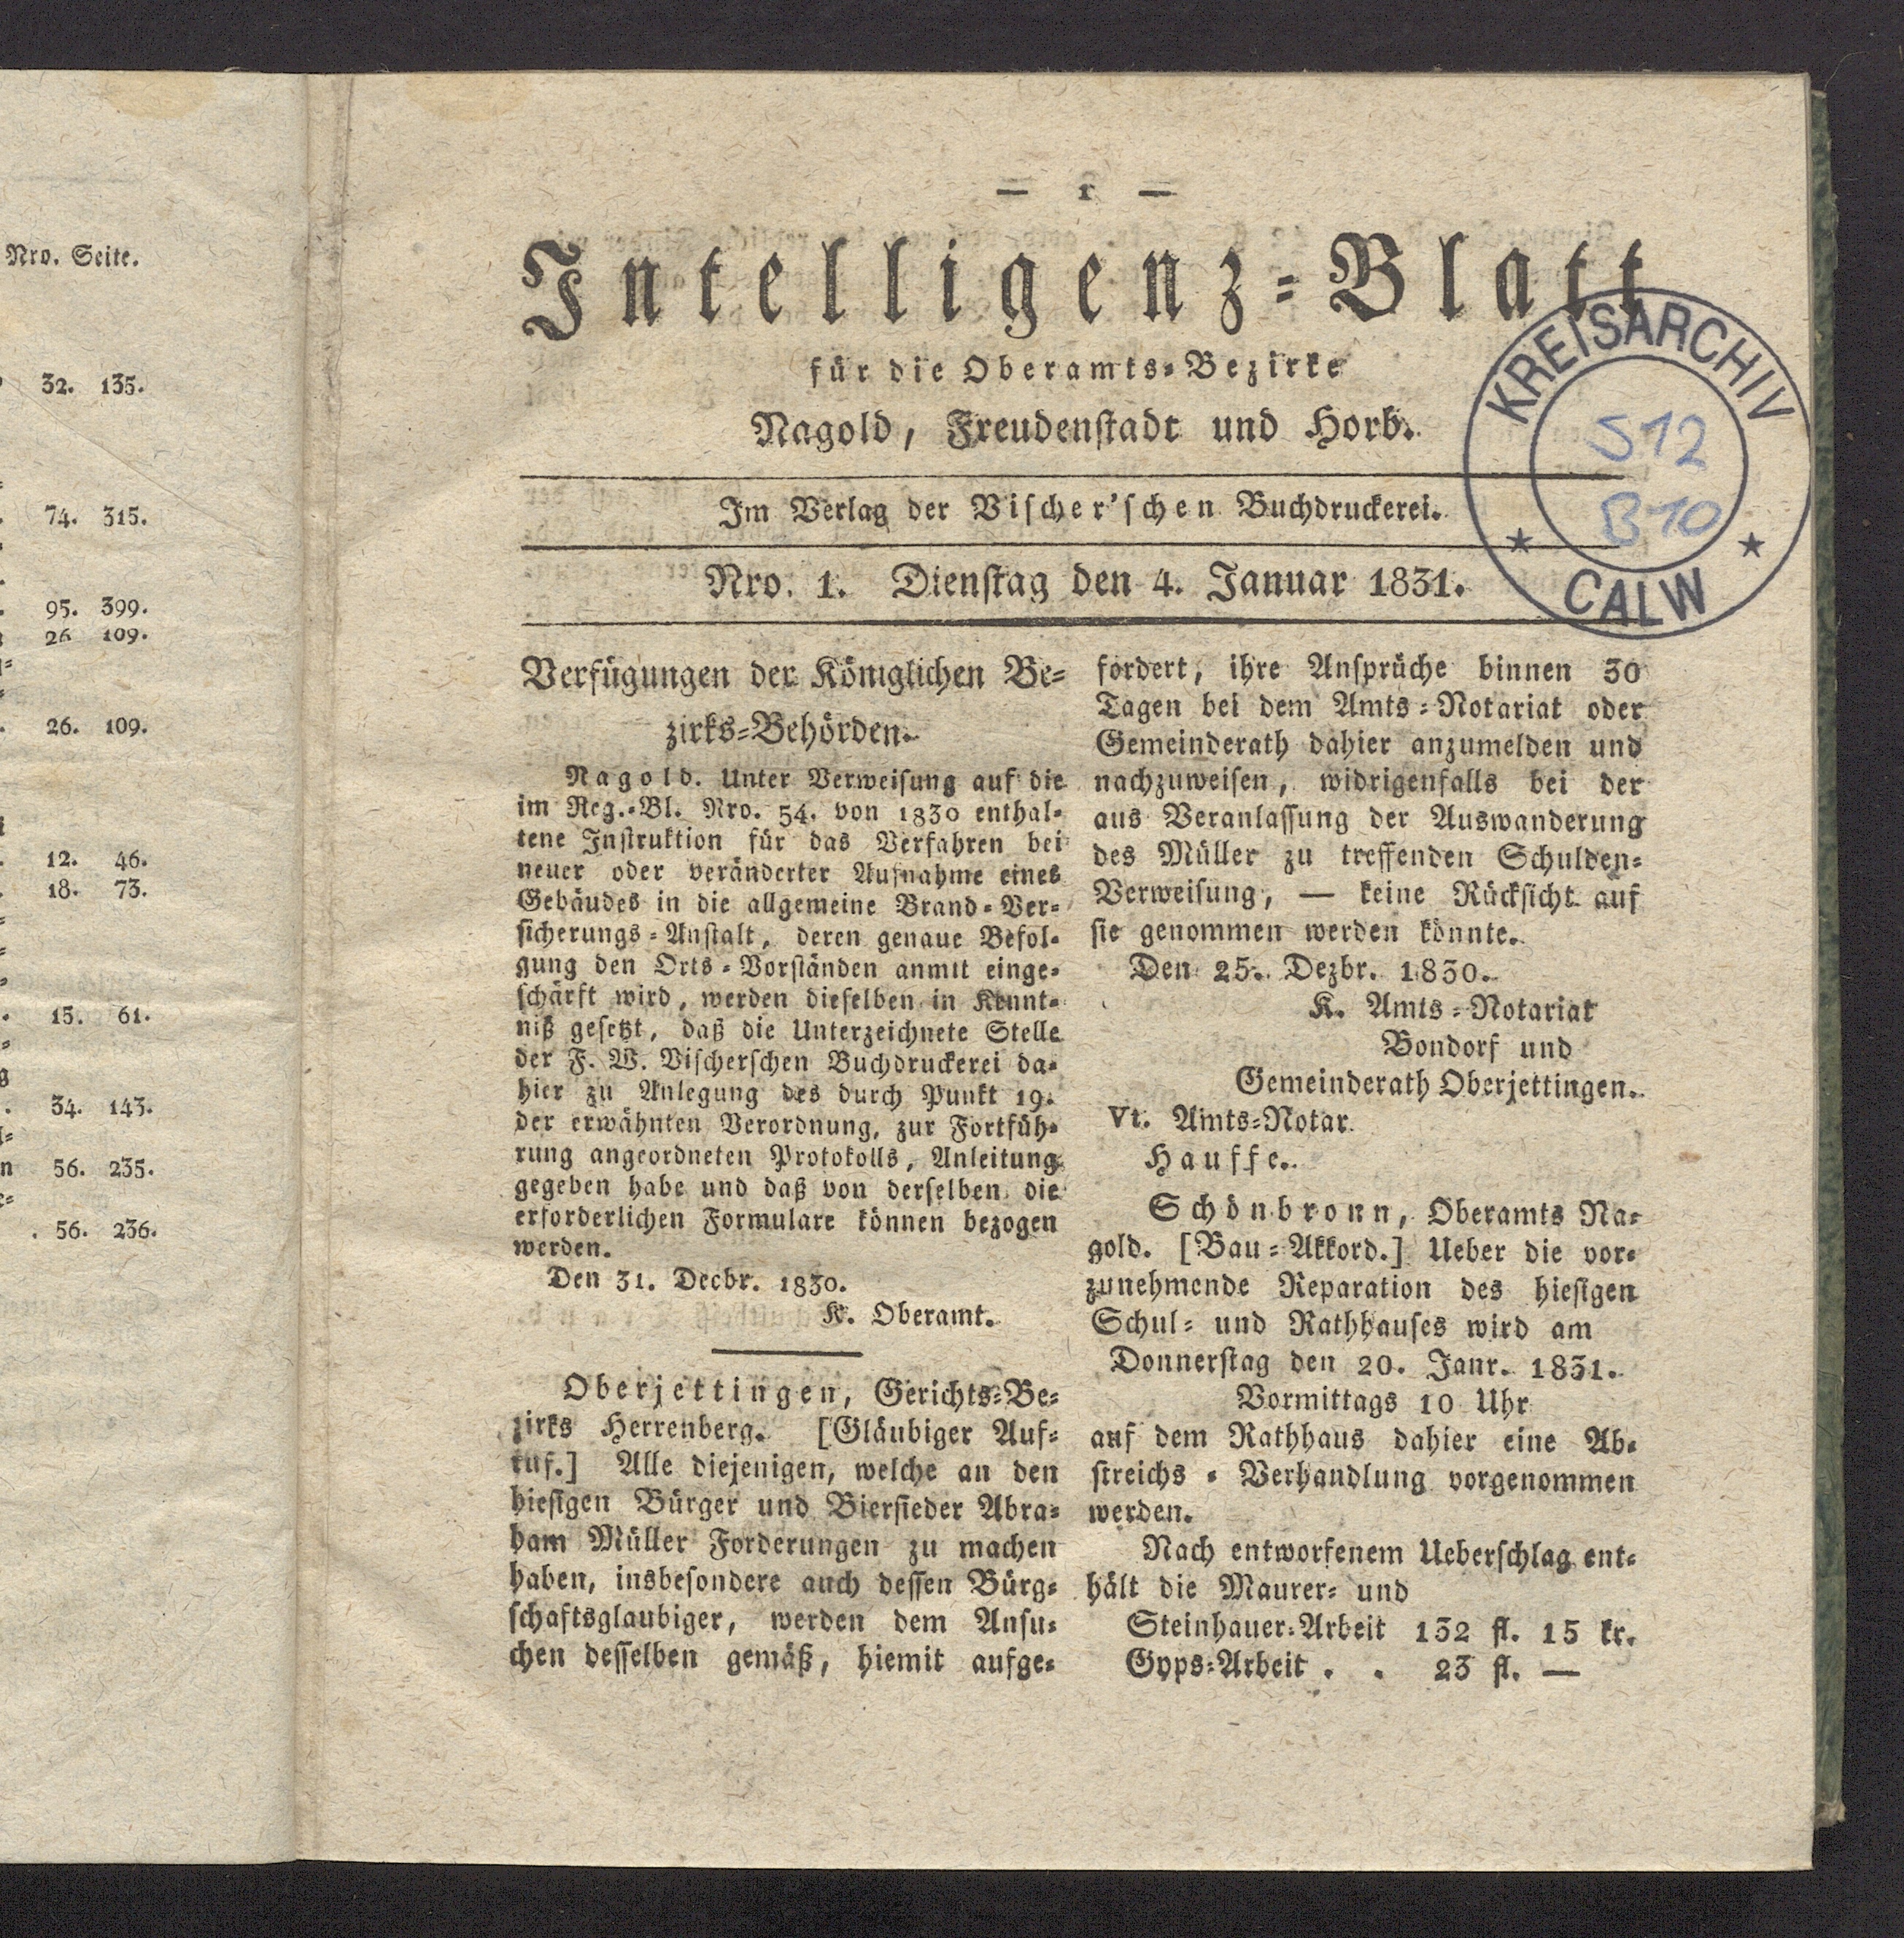 Nro. Seite.
32. 135.
74. 315.
95. 399.
26 109.
26. 109.
12. 46.
18. 73.
15. 61.
34. 143.
56. 235.
56. 236.
— 1 —
Intelligenz-Blatt
für die Oberamts-Bezirke
Nagold, Freudenstadt und Horb.
Im Verlag der Vischer'schen Buchdruckerei.
Nro. 1. Dienstag den 4. Januar 1831.
KREISARCHIV
S12
B10
CALW
Verfügungen der Königlichen Be-
zirks-Behörden.
Nagold. Unter Verweisung auf die
im Reg.-Bl. Nro. 54. von 1830 enthal-
tene Instruktion für das Verfahren bei
neuer oder veränderter Aufnahme eines
Gebäudes in die allgemeine Brand-Ver-
sicherungs-Anstalt, deren genaue Befol-
gung den Orts-Vorständen anmit einge-
schärft wird, werden dieselben in Kennt-
niß gesetzt, daß die Unterzeichnete Stelle
der F. W. Vischerschen Buchdruckerei da-
hier zu Anlegung des durch Punkt 19.
der erwähnten Verordnung, zur Fortfüh-
rung angeordneten Protokolls, Anleitung
gegeben habe und daß von derselben die
erforderlichen Formulare können bezogen
werden.
Den 31. Decbr. 1830.
K. Oberamt.
Oberjettingen, Gerichts-Be-
zirks Herrenberg. [Gläubiger Auf-
ruf.] Alle diejenigen, welche an den
hiesigen Bürger und Biersieder Abra-
ham Müller Forderungen zu machen
haben, insbesondere auch dessen Bürg-
schaftsglaubiger, werden dem Ansu-
chen desselben gemäß, hiemit aufge-
fordert, ihre Ansprüche binnen 30
Tagen bei dem Amts-Notariat oder
Gemeinderath dahier anzumelden und
nachzuweisen, widrigenfalls bei der
aus Veranlassung der Auswanderung
des Müller zu treffenden Schulden-
Verweisung, — keine Rücksicht auf
sie genommen werden könnte.
Den 25. Dezbr. 1830.
K. Amts-Notariat
Bondorf und
Gemeinderath Oberjettingen.
Vt. Amts-Notar
Hauffe.
Schönbronn, Oberamts Na-
gold. [Bau-Akkord.] Ueber die vor-
zunehmende Reparation des hiesigen
Schul- und Rathhauses wird am
Donnerstag den 20. Janr. 1831.
Vormittags 10 Uhr
auf dem Rathhaus dahier eine Ab-
streichs-Verhandlung vorgenommen
werden.
Nach entworfenem Ueberschlag ent-
hält die Maurer- und
Steinhauer-Arbeit 132 fl. 15 kr.
Gyps-Arbeit . . 23 fl. —